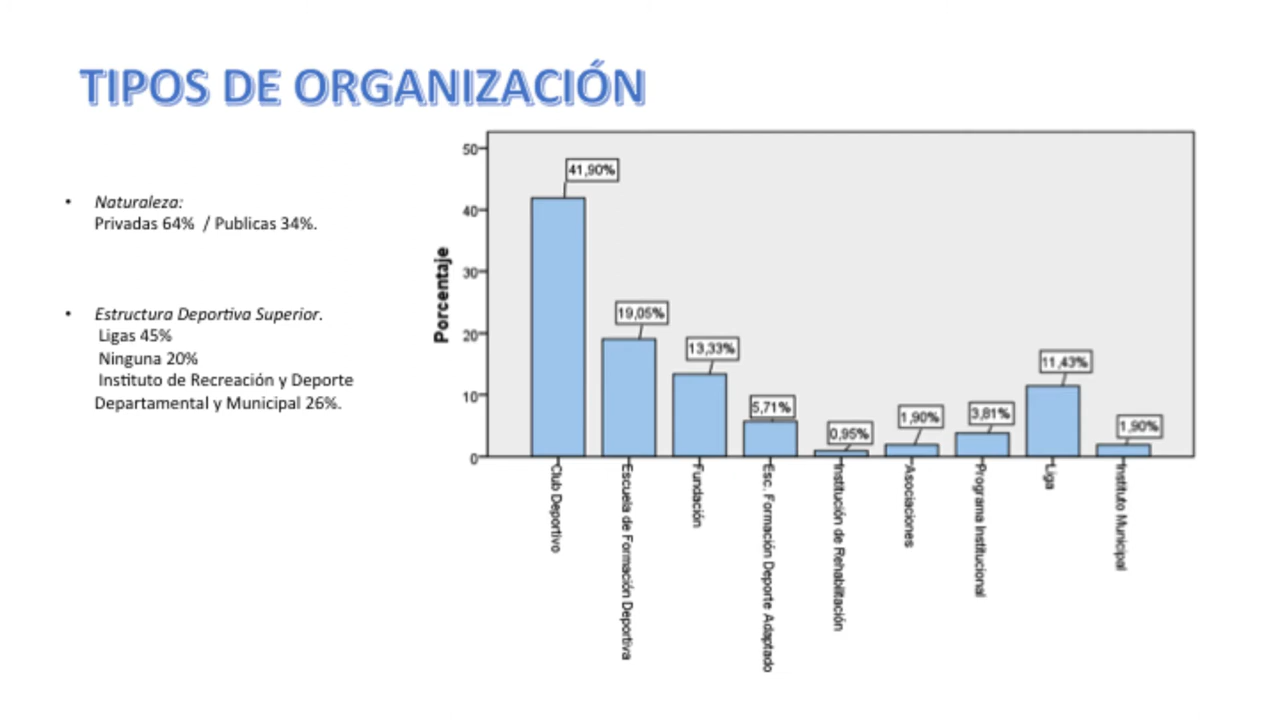 TIPOS DE ORGANIZACIÓN
• Naturaleza:
Privadas 64% / Publicas 34%.
• Estructura Deportiva Superior.
Ligas 45%
Ninguna 20%
Instituto de Recreación y Deporte
Departamental y Municipal 26%.
Porcentaje
50
40
30
20
10
0
41,90%
19,05%
13,33%
5,71%
0,95%
1,90%
3,81%
11,43%
1,90%
Club Deportivo
Escuela de Formación Deportiva
Fundación
Esc. Formación Deporte Adaptado
Institución de Rehabilitación
Asociaciones
Programa Institucional
Liga
Instituto Municipal